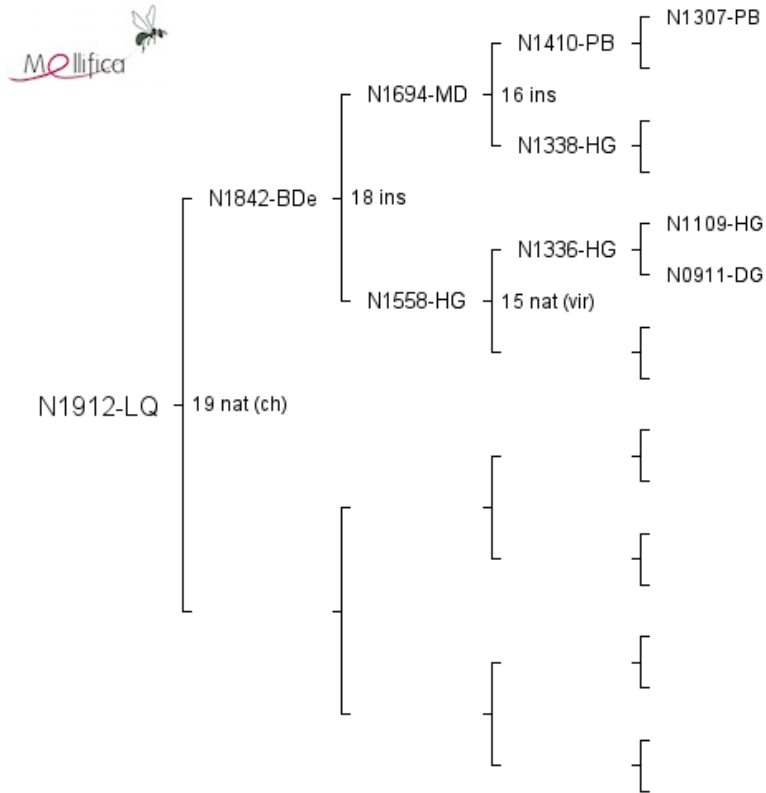 Mellifica
N1307-PB
N1410-PB
N1694-MD
16 ins
N1338-HG
N1842-BDe
18 ins
N1109-HG
N1336-HG
N0911-DG
N1558-HG
15 nat (vir)
N1912-LQ
19 nat (ch)